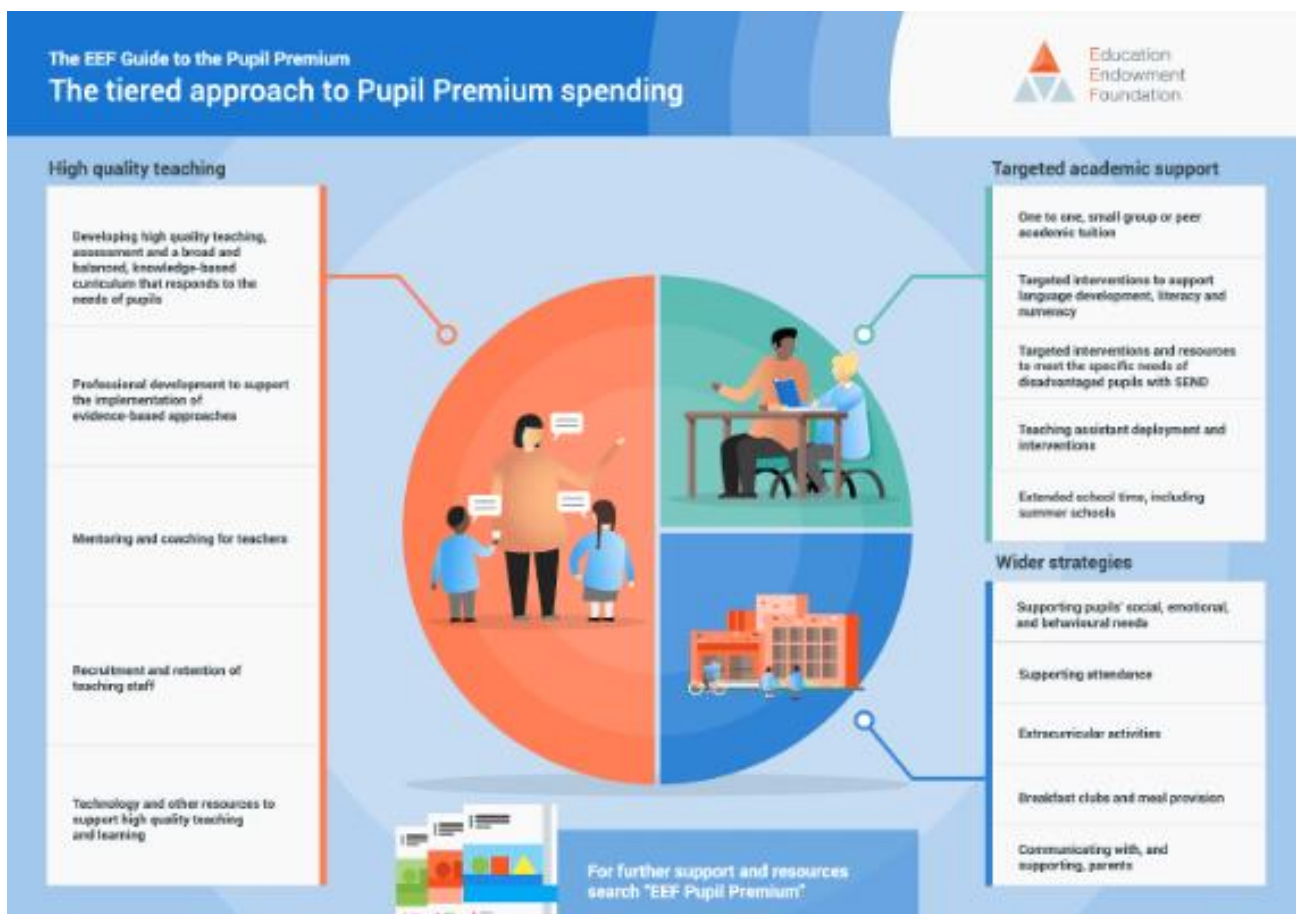 The EEF Guide to the Pupil Premium
The tiered approach to Pupil Premium spending
Education
Endowment
Foundation
High quality teaching
Developing high quality teaching,
assessment and a broad and
balanced, knowledge-based
curriculum that responds to the
needs of pupils
Professional development to support
the implementation of
evidence-based approaches
Mentoring and coaching for teachers
Recruitment and retention of
teaching staff
Technology and other resources to
support high quality teaching
and learning
Targeted academic support
One to one, small group or peer
academic tuition
Targeted interventions to support
language development, literacy and
numeracy
Targeted interventions and resources
to meet the specific needs of
disadvantaged pupils with SEND
Teaching assistant deployment and
interventions
Extended school time, including
summer schools
Wider strategies
Supporting pupils' social, emotional,
and behavioural needs
Supporting attendance
Extracurricular activities
Breakfast clubs and meal provision
Communicating with, and
supporting, parents
For further support and resources
search "EEF Pupil Premium"